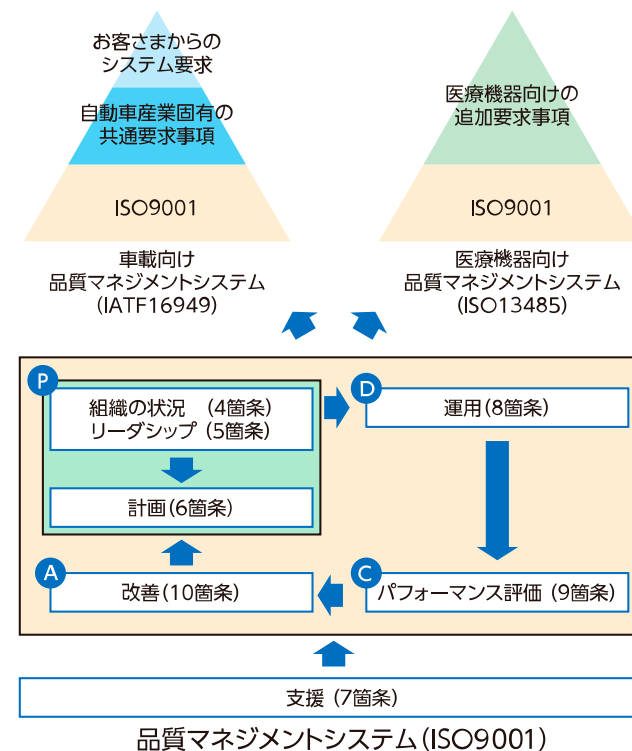 お客さまからの
システム要求
自動車産業固有の
共通要求事項
ISO9001
車載向け
品質マネジメントシステム
(IATF16949)
医療機器向けの
追加要求事項
ISO9001
医療機器向け
品質マネジメントシステム
(ISO13485)
P
組織の状況 (4箇条)
リーダシップ (5箇条)
計画(6箇条)
D
運用(8箇条)
A
改善(10箇条)
C
パフォーマンス評価 (9箇条)
支援 (7箇条)
品質マネジメントシステム(ISO9001)